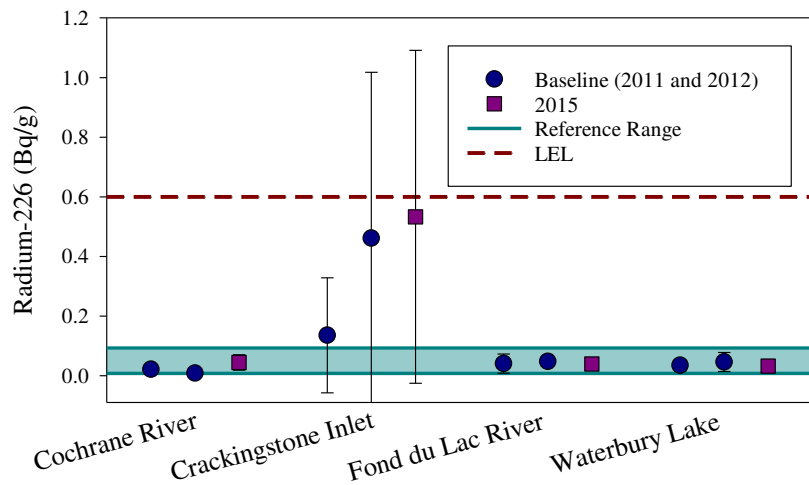 1.2
1.0
0.8
0.6
0.4
0.2
0.0
Radium-226 (Bq/g)
Baseline (2011 and 2012)
2015
Reference Range
LEL
Cochrane River
Crackingstone Inlet
Fond du Lac River
Waterbury Lake